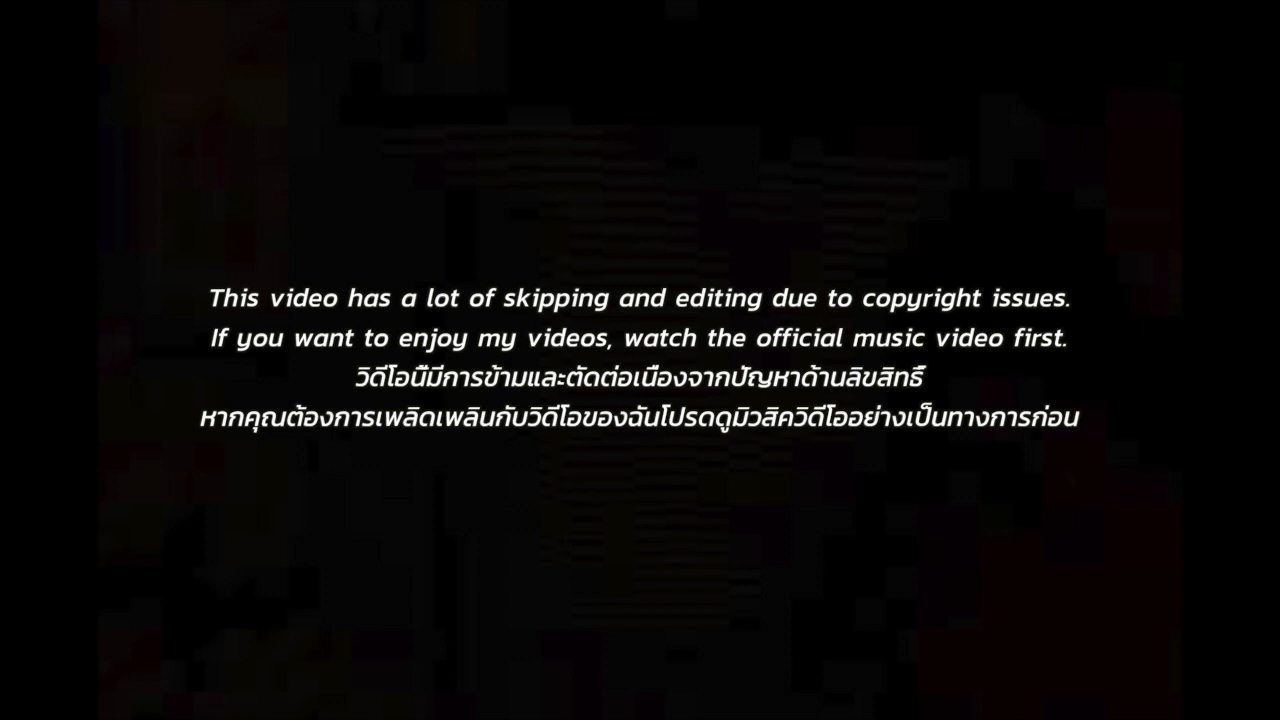 This video has a lot of skipping and editing due to copyright issues.
If you want to enjoy my videos, watch the official music video first.
วิดีโอนี้มีการข้ามและตัดต่อเนื่องจากปัญหาด้านลิขสิทธิ์
หากคุณต้องการเพลิดเพลินกับวิดีโอของฉันโปรดดูมิวสิควิดีโออย่างเป็นทางการก่อน